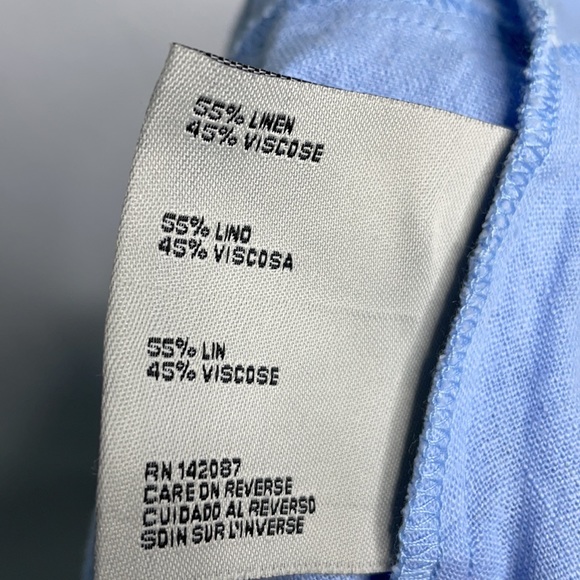 55% LINEN
45% VISCOSE
55% LINO
45% VISCOSA
55% LIN
45% VISCOSE
RN 142087
CARE ON REVERSE
CUIDADO AL REVERSO
SOIN SUR L'INVERSE